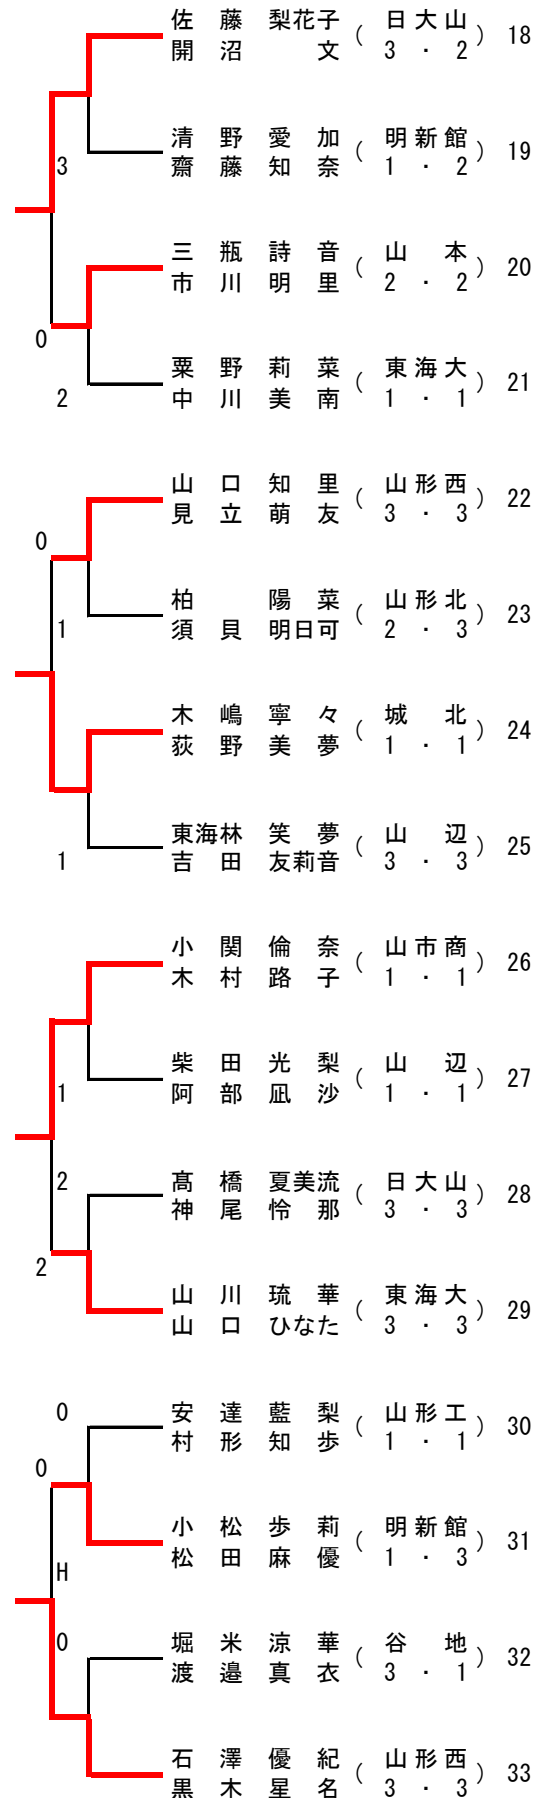 佐 藤 梨花子 ( 日大山 ) 18
開 沼 文 3 ・ 2
清 野 愛 加 ( 明新館 ) 19
齋 藤 知 奈 1 ・ 2
3
三 瓶 詩 音 ( 山 本 ) 20
市 川 明 里 2 ・ 2
0
粟 野 莉 菜 ( 東海大 ) 21
中 川 美 南 1 ・ 1
2
山 口 知 里 ( 山形西 ) 22
見 立 萌 友 3 ・ 3
0
柏 陽 菜 ( 山形北 ) 23
須 貝 明日可 2 ・ 3
1
木 嶋 寧 々 ( 城 北 ) 24
荻 野 美 夢 1 ・ 1
東海林 笑 夢 ( 山 辺 ) 25
吉 田 友莉音 3 ・ 3
1
小 関 倫 奈 ( 山市商 ) 26
木 村 路 子 1 ・ 1
柴 田 光 梨 ( 山 辺 ) 27
阿 部 凪 沙 1 ・ 1
1
2
髙 橋 夏美流 ( 日大山 ) 28
神 尾 怜 那 3 ・ 3
2
山 川 琉 華 ( 東海大 ) 29
山 口 ひなた 3 ・ 3
0
安 達 藍 梨 ( 山形工 ) 30
村 形 知 歩 1 ・ 1
0
小 松 歩 莉 ( 明新館 ) 31
松 田 麻 優 1 ・ 3
H
0
堀 米 涼 華 ( 谷 地 ) 32
渡 邉 真 衣 3 ・ 1
石 澤 優 紀 ( 山形西 ) 33
黒 木 星 名 3 ・ 3